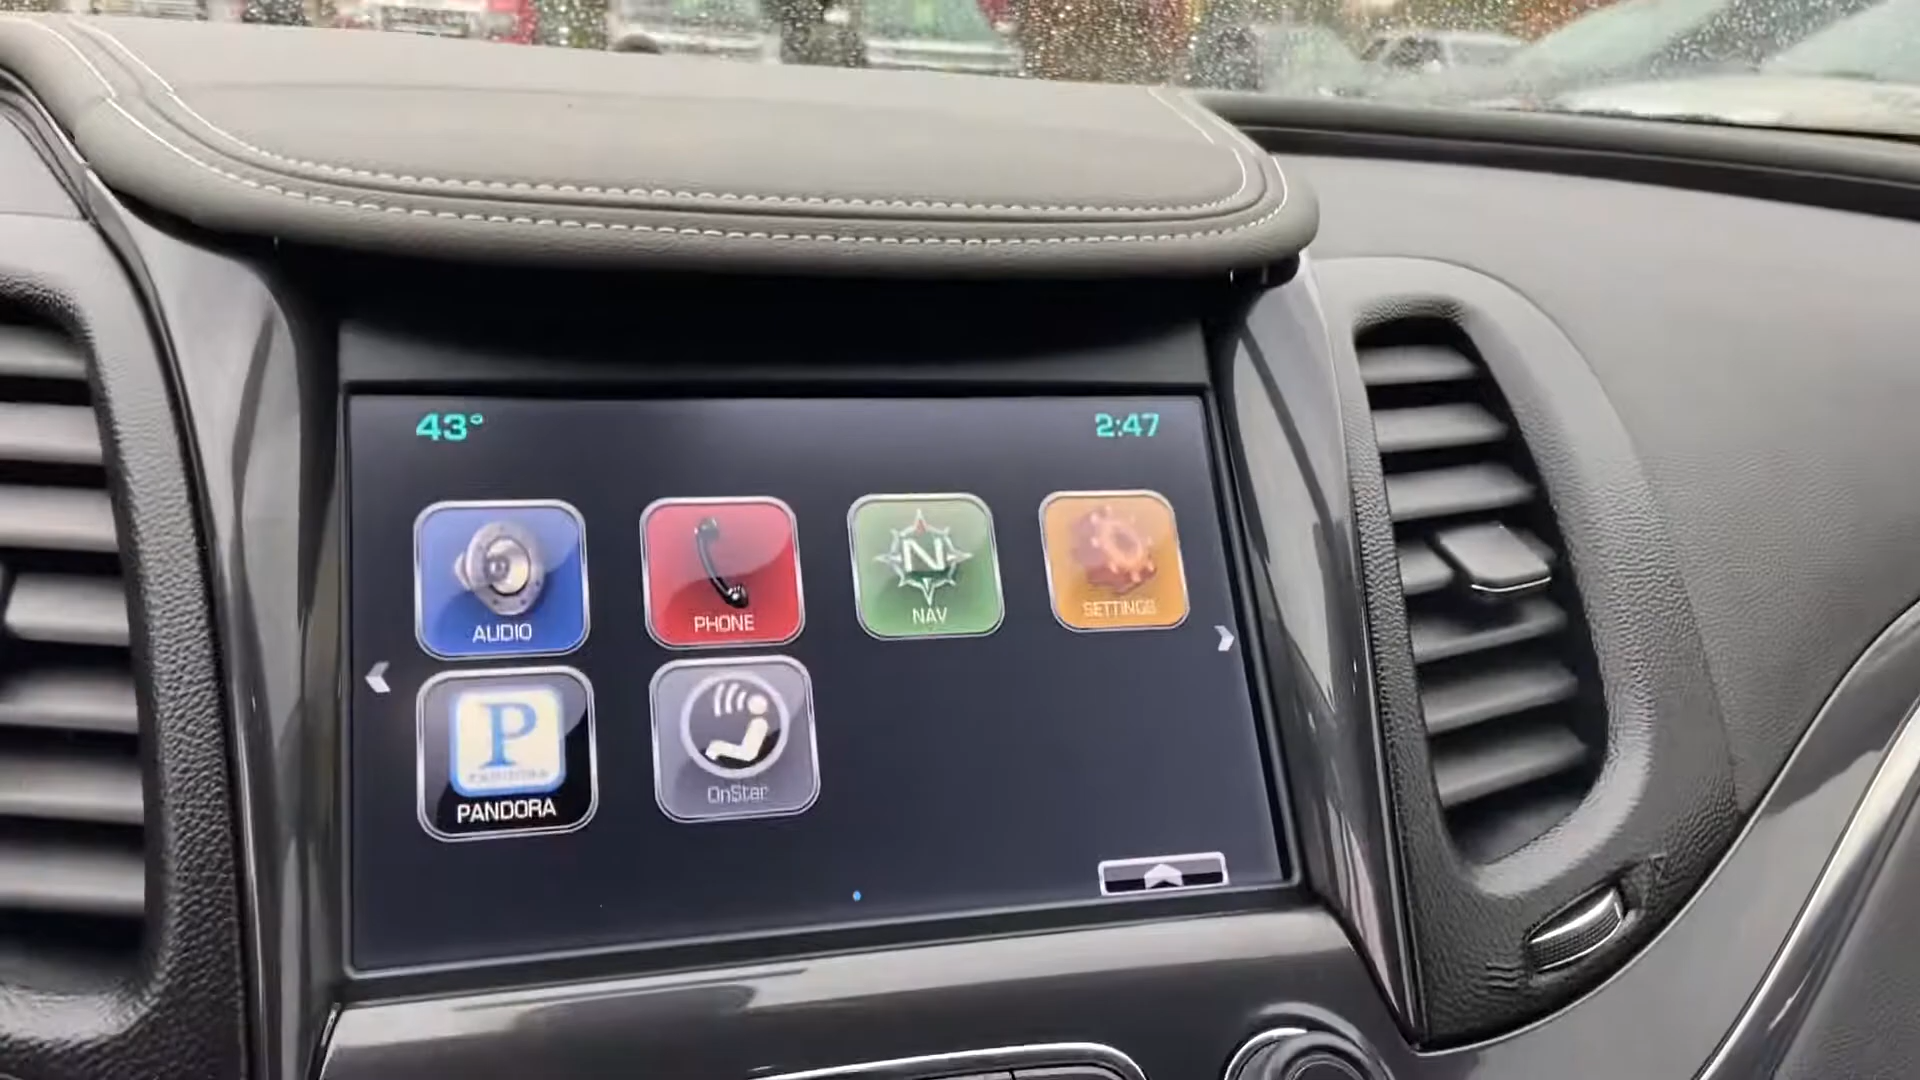 43°
2:47
AUDIO
PHONE
N
NAV
SETTINGS
P
PANDORA
OnStar